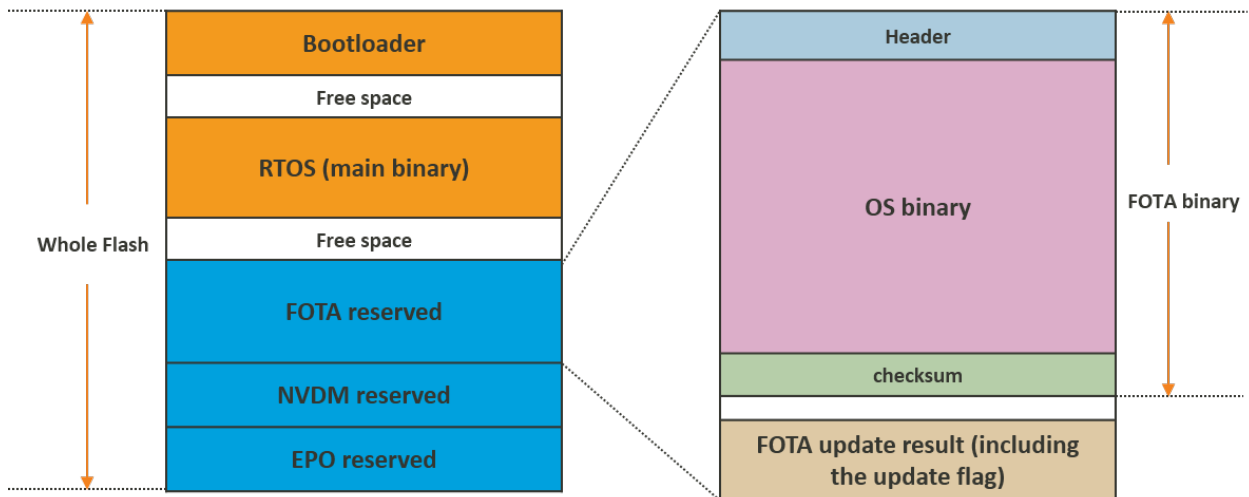 Bootloader
Free space
RTOS (main binary)
Free space
Whole Flash
FOTA reserved
NVDM reserved
EPO reserved
Header
OS binary
FOTA binary
checksum
FOTA update result (including
the update flag)